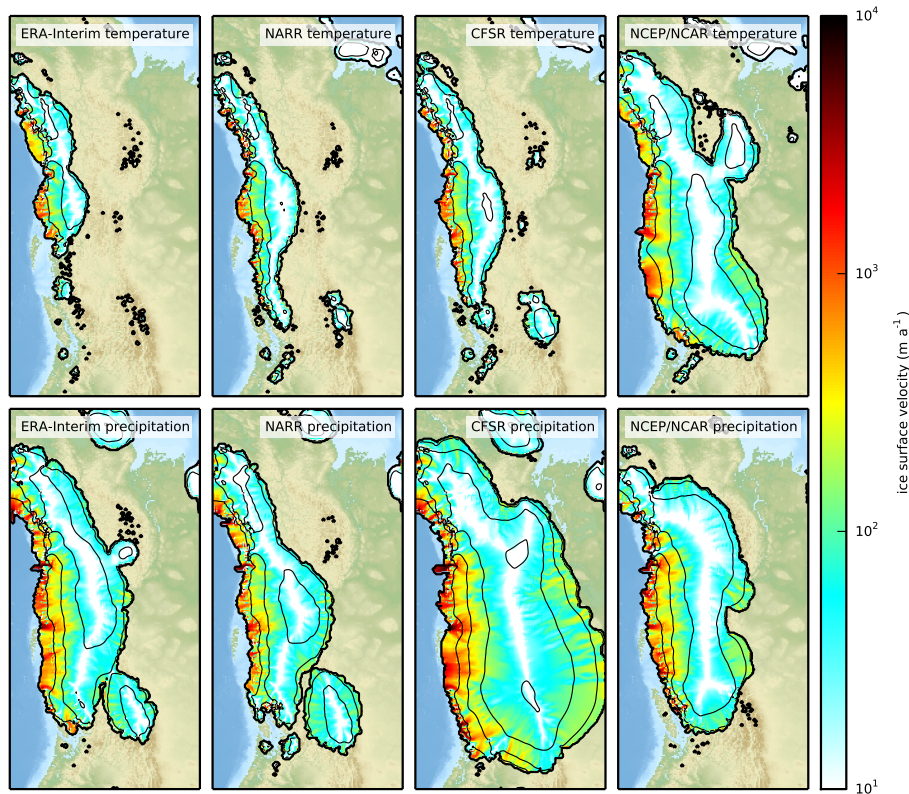 ERA-Interim temperature
NARR temperature
CFSR temperature
NCEP/NCAR temperature
ERA-Interim precipitation
NARR precipitation
CFSR precipitation
NCEP/NCAR precipitation
10⁴
10³
10²
10¹
ice surface velocity (m a⁻¹)